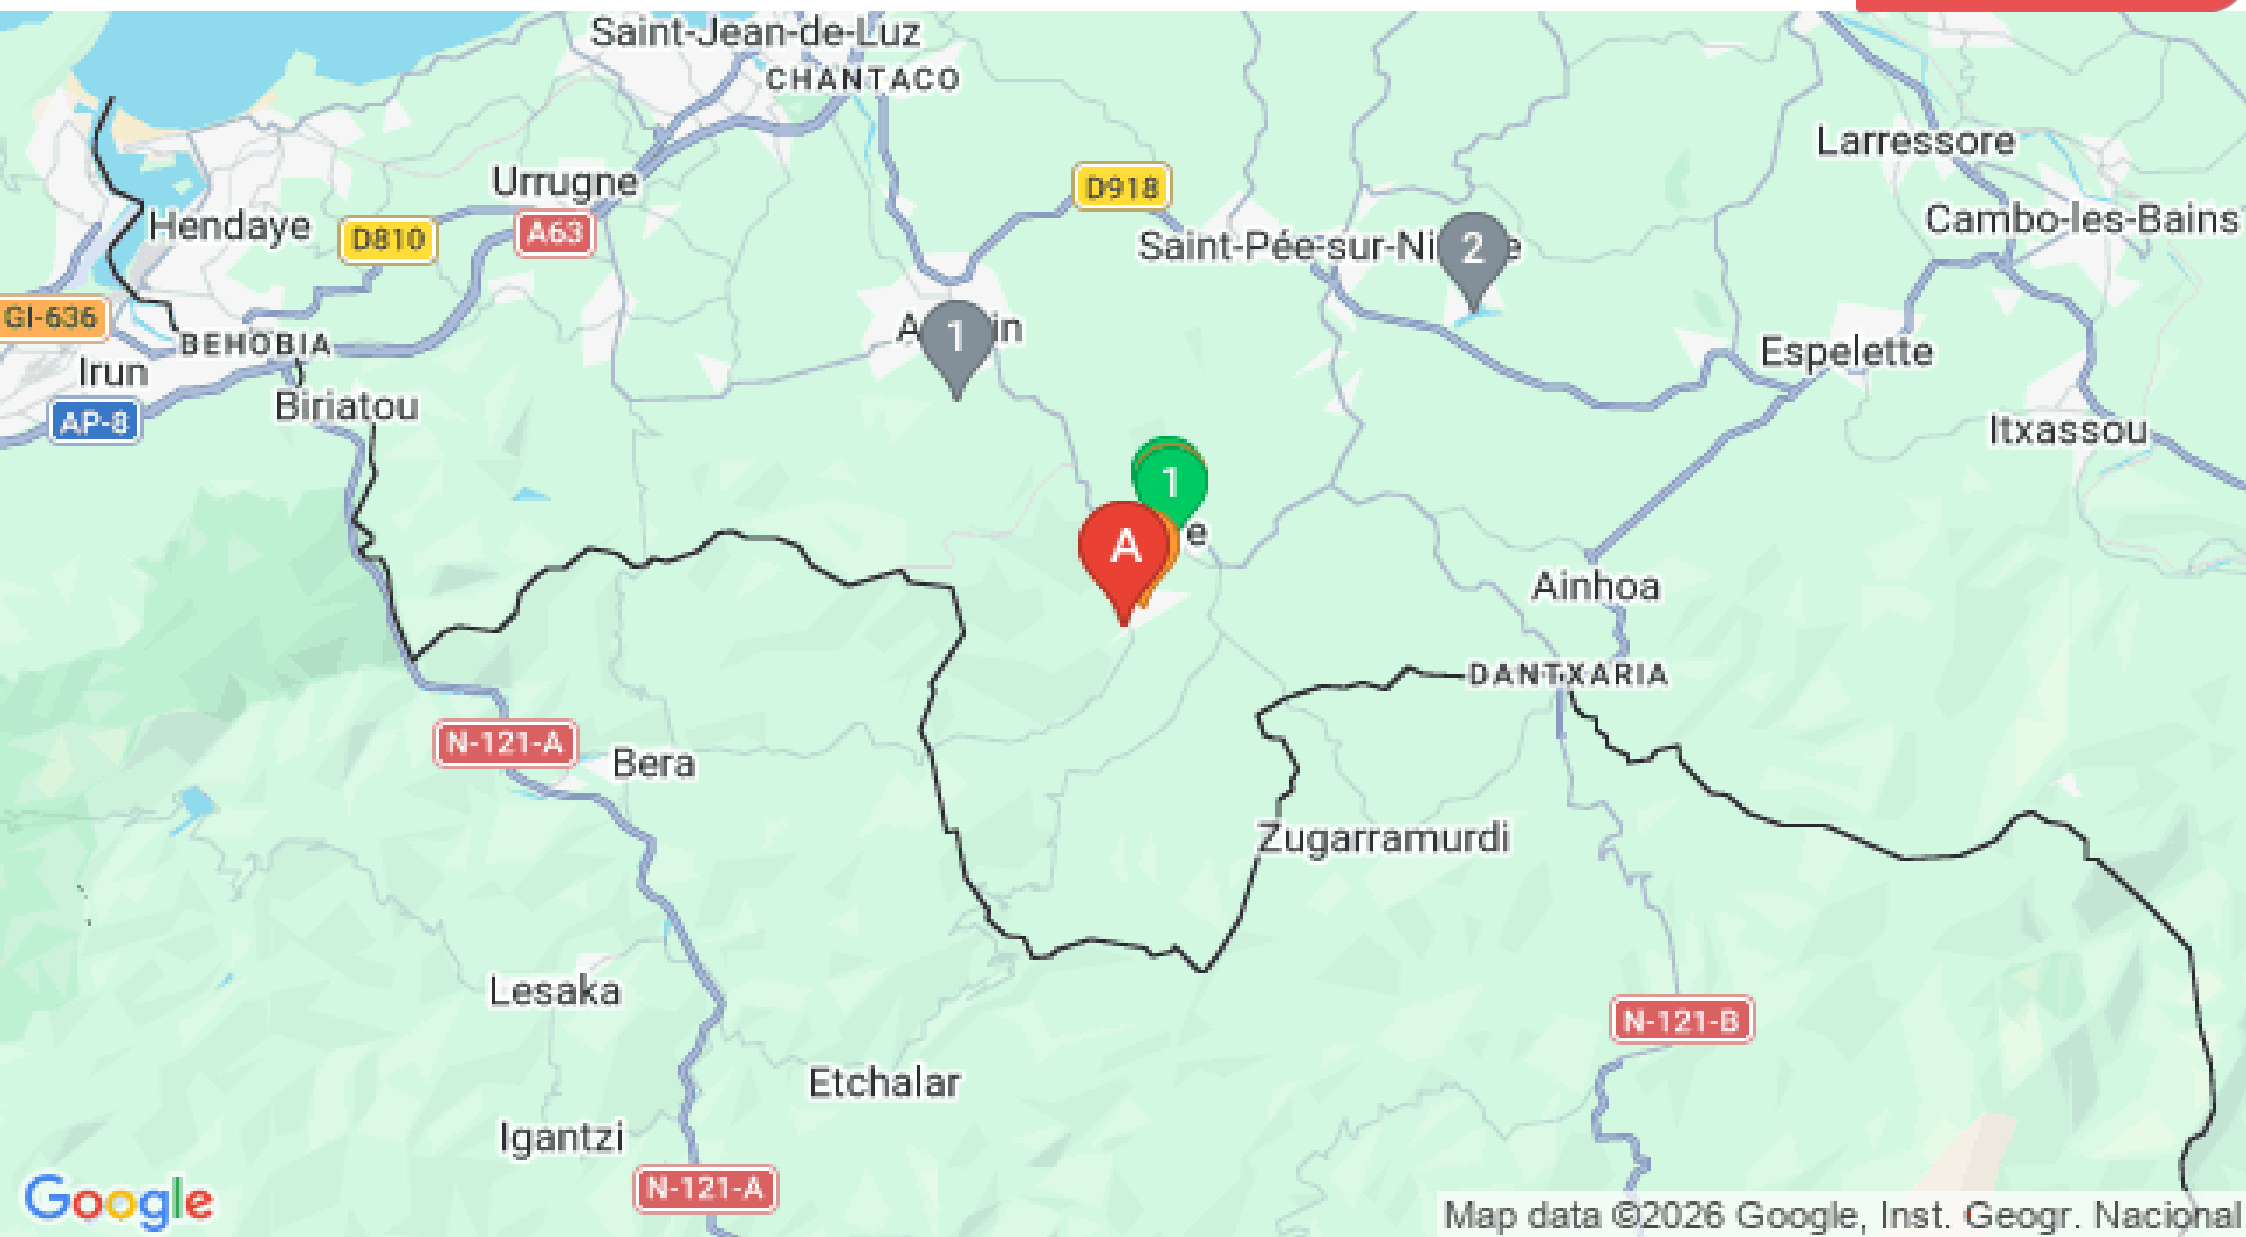 Saint-Jean-de-Luz
CHANTACO
Larressore
Urrugne
D918
Hendaye
D810
A63
Saint-Pée-sur-Ni
e
2
Cambo-les-Bains
GI-636
BEHOBIA
A
in
1
Irun
Espelette
Biriatou
AP-8
Itxassou
1
A
e
Ainhoa
DANTXARIA
N-121-A
Bera
Zugarramurdi
Lesaka
N-121-B
Etchalar
Igantzi
N-121-A
Google
Map data ©2026 Google, Inst. Geogr. Nacional